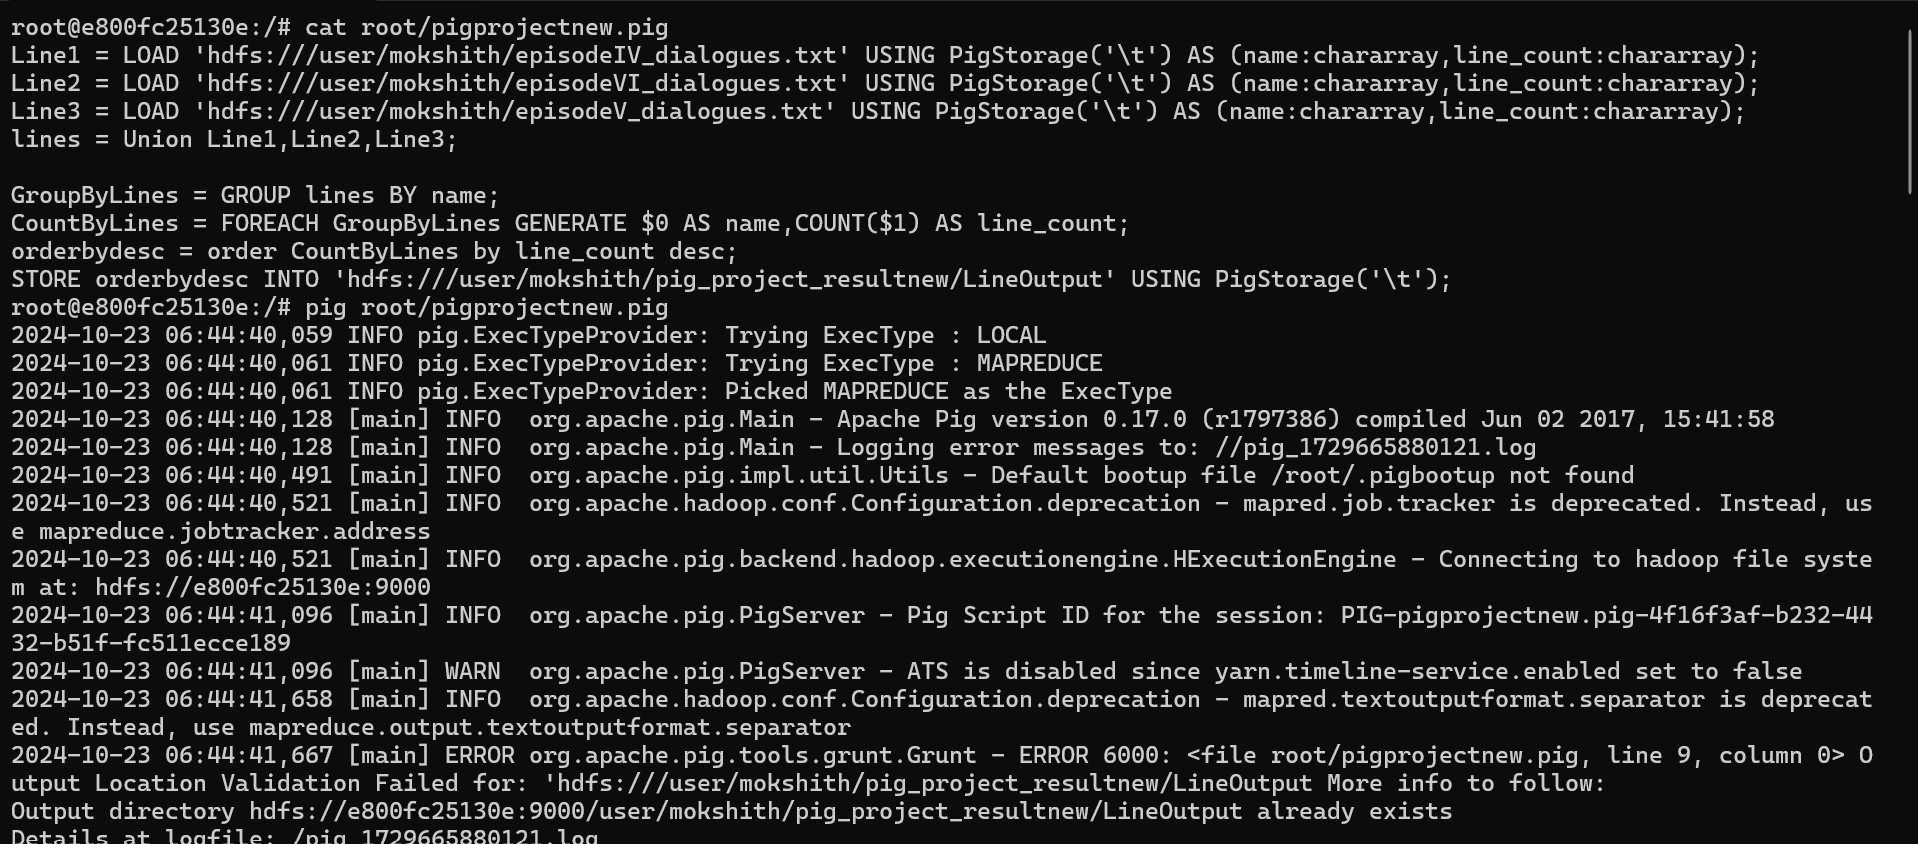 root@e800fc25130e:/# cat root/pigprojectnew.pig
Line1 = LOAD 'hdfs:///user/mokshith/episodeIV_dialogues.txt' USING PigStorage('\t') AS (name:chararray,line_count:chararray);
Line2 = LOAD 'hdfs:///user/mokshith/episodeVI_dialogues.txt' USING PigStorage('\t') AS (name:chararray,line_count:chararray);
Line3 = LOAD 'hdfs:///user/mokshith/episodeV_dialogues.txt' USING PigStorage('\t') AS (name:chararray,line_count:chararray);
lines = Union Line1,Line2,Line3;

GroupByLines = GROUP lines BY name;
CountByLines = FOREACH GroupByLines GENERATE $0 AS name,COUNT($1) AS line_count;
orderbydesc = order CountByLines by line_count desc;
STORE orderbydesc INTO 'hdfs:///user/mokshith/pig_project_resultnew/LineOutput' USING PigStorage('\t');
root@e800fc25130e:/# pig root/pigprojectnew.pig
2024-10-23 06:44:40,059 INFO pig.ExecTypeProvider: Trying ExecType : LOCAL
2024-10-23 06:44:40,061 INFO pig.ExecTypeProvider: Trying ExecType : MAPREDUCE
2024-10-23 06:44:40,061 INFO pig.ExecTypeProvider: Picked MAPREDUCE as the ExecType
2024-10-23 06:44:40,128 [main] INFO  org.apache.pig.Main - Apache Pig version 0.17.0 (r1797386) compiled Jun 02 2017, 15:41:58
2024-10-23 06:44:40,128 [main] INFO  org.apache.pig.Main - Logging error messages to: //pig_1729665880121.log
2024-10-23 06:44:40,491 [main] INFO  org.apache.pig.impl.util.Utils - Default bootup file /root/.pigbootup not found
2024-10-23 06:44:40,521 [main] INFO  org.apache.hadoop.conf.Configuration.deprecation - mapred.job.tracker is deprecated. Instead, us
e mapreduce.jobtracker.address
2024-10-23 06:44:40,521 [main] INFO  org.apache.pig.backend.hadoop.executionengine.HExecutionEngine - Connecting to hadoop file syste
m at: hdfs://e800fc25130e:9000
2024-10-23 06:44:41,096 [main] INFO  org.apache.pig.PigServer - Pig Script ID for the session: PIG-pigprojectnew.pig-4f16f3af-b232-44
32-b51f-fc511ecce189
2024-10-23 06:44:41,096 [main] WARN  org.apache.pig.PigServer - ATS is disabled since yarn.timeline-service.enabled set to false
2024-10-23 06:44:41,658 [main] INFO  org.apache.hadoop.conf.Configuration.deprecation - mapred.textoutputformat.separator is deprecat
ed. Instead, use mapreduce.output.textoutputformat.separator
2024-10-23 06:44:41,667 [main] ERROR org.apache.pig.tools.grunt.Grunt - ERROR 6000: <file root/pigprojectnew.pig, line 9, column 0> O
utput Location Validation Failed for: 'hdfs:///user/mokshith/pig_project_resultnew/LineOutput More info to follow:
Output directory hdfs://e800fc25130e:9000/user/mokshith/pig_project_resultnew/LineOutput already exists
Details at logfile: /pig_1729665880121.log